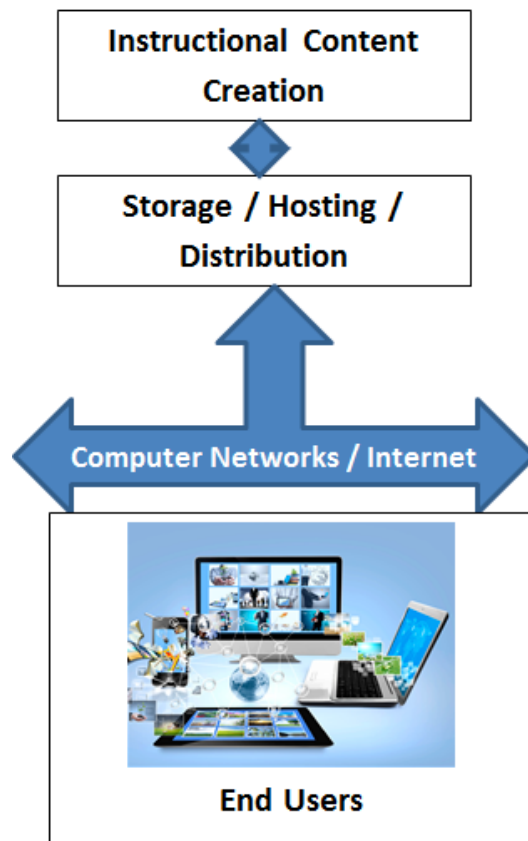 Instructional Content
Creation
Storage / Hosting /
Distribution
Computer Networks / Internet
End Users